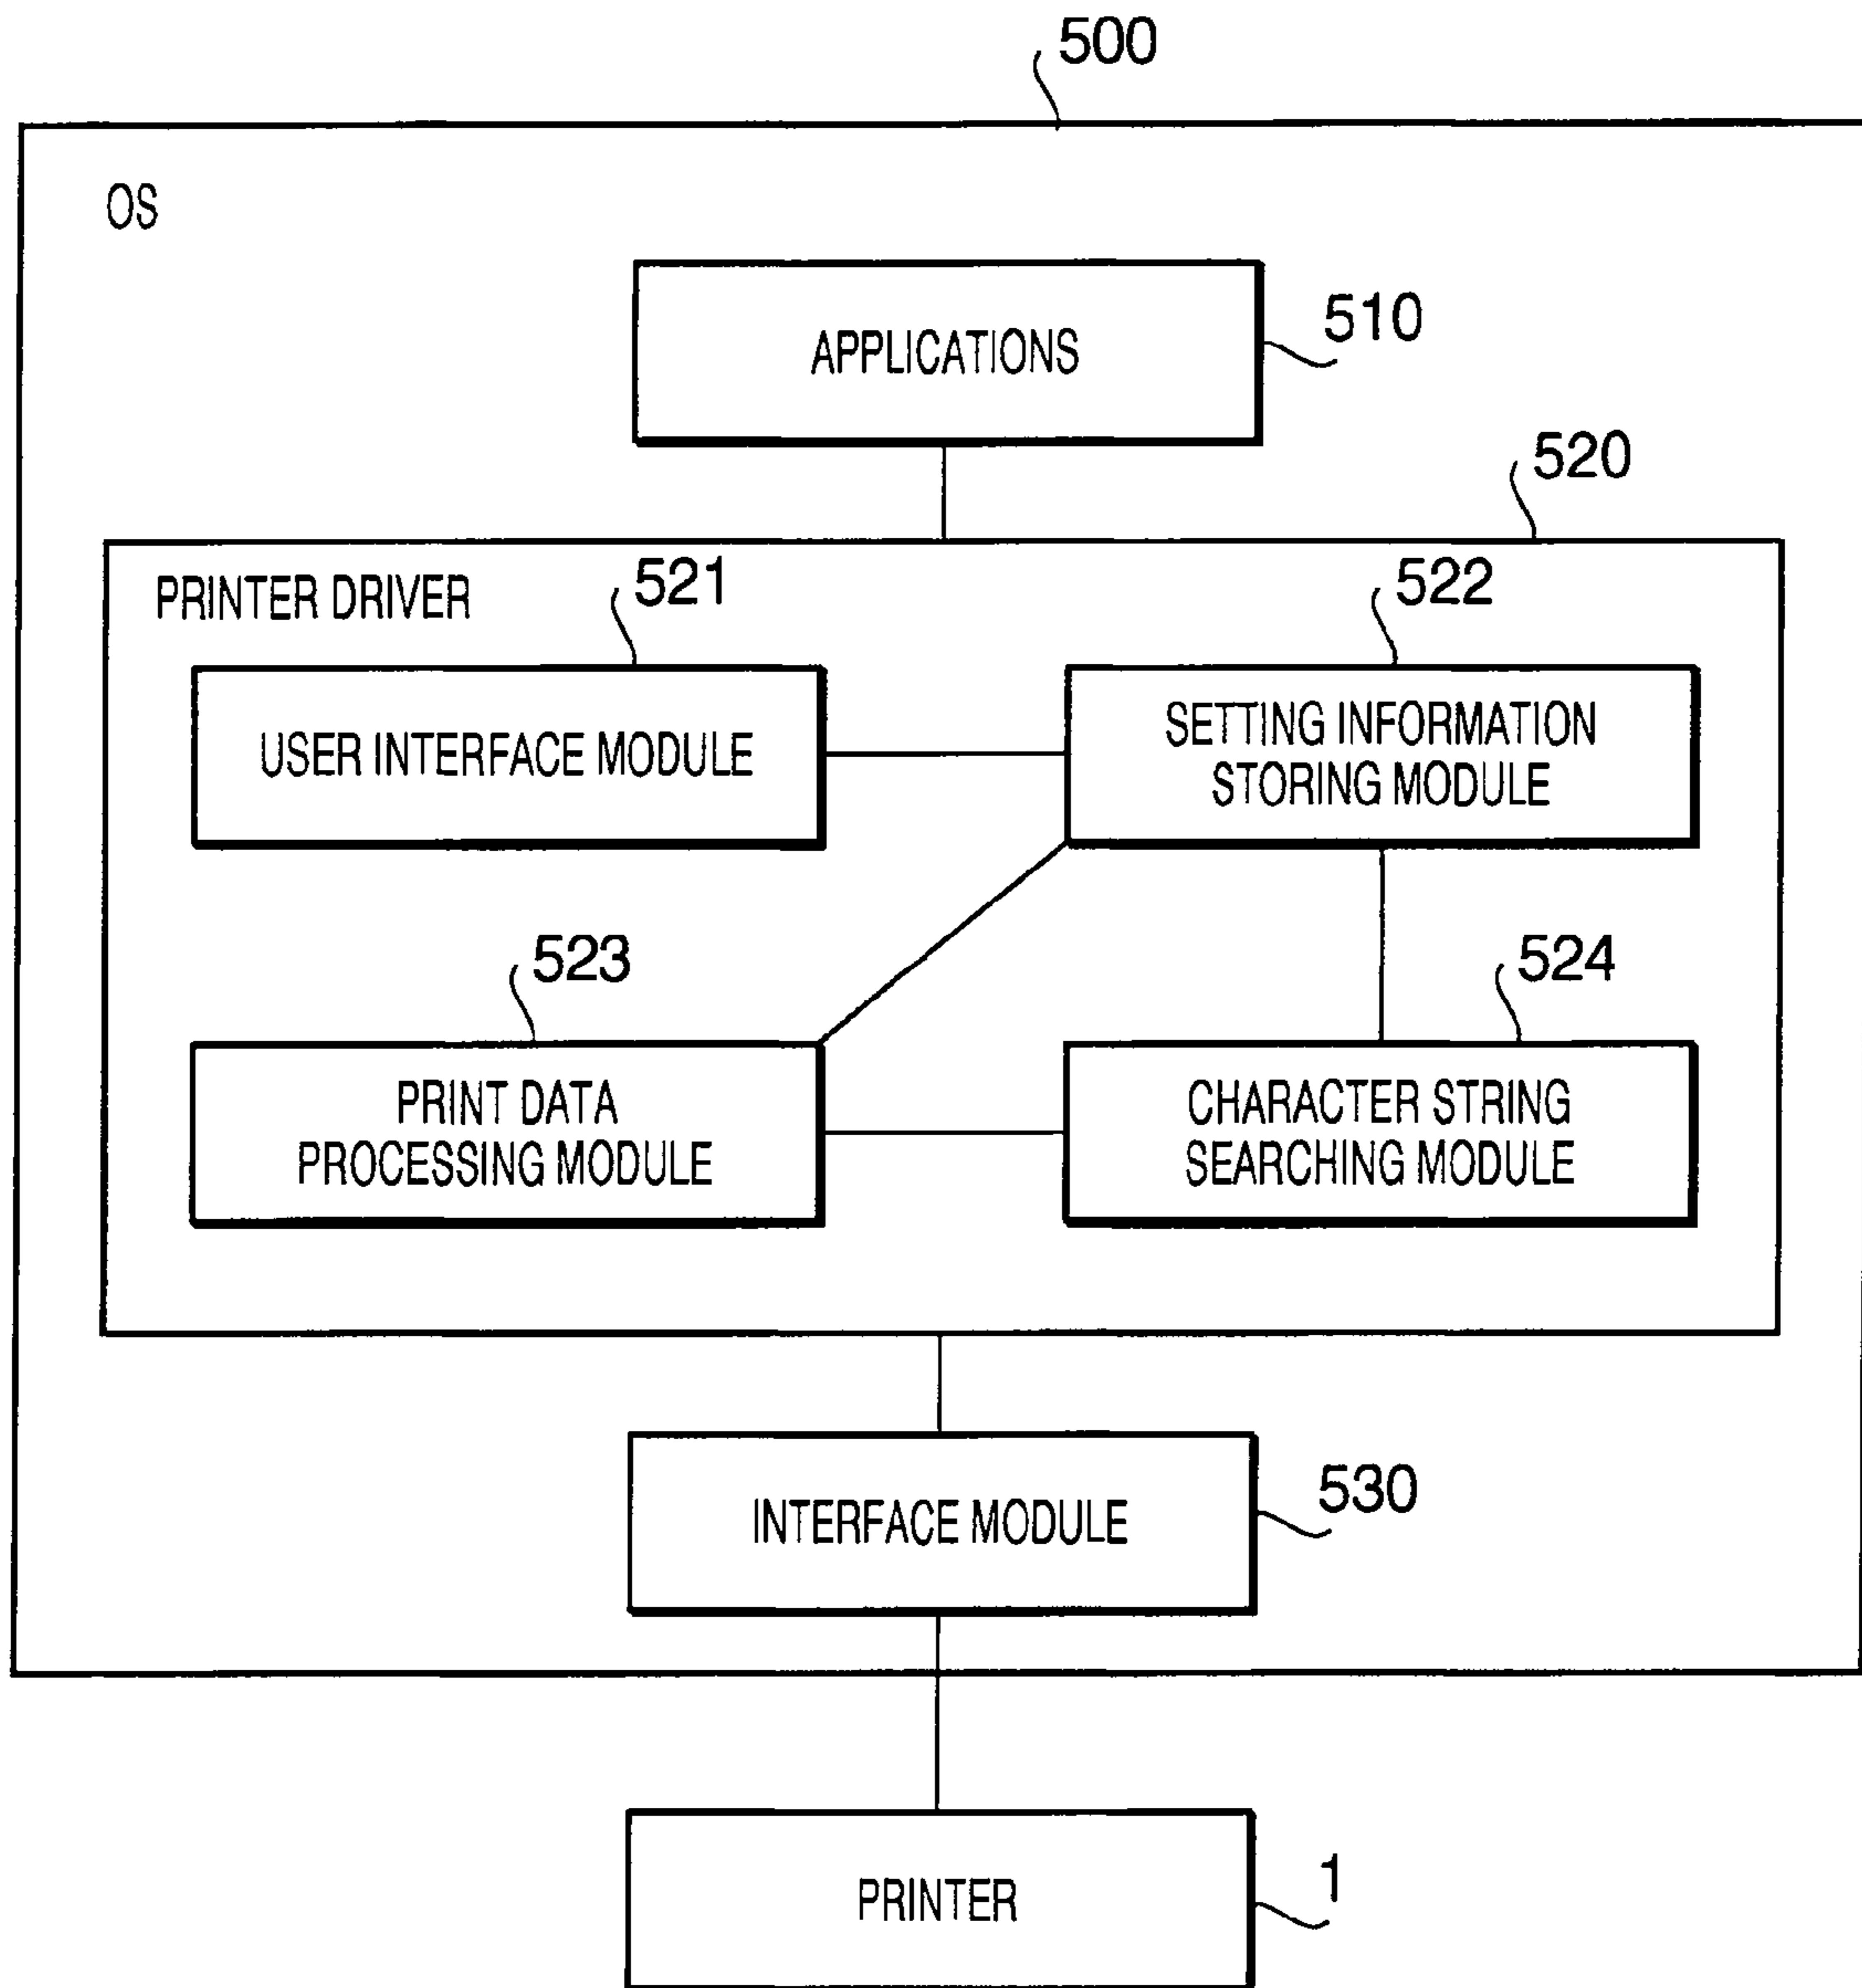 500
OS
APPLICATIONS
510
520
PRINTER DRIVER
521
522
USER INTERFACE MODULE
SETTING INFORMATION
STORING MODULE
523
524
PRINT DATA
PROCESSING MODULE
CHARACTER STRING
SEARCHING MODULE
INTERFACE MODULE
530
PRINTER
1